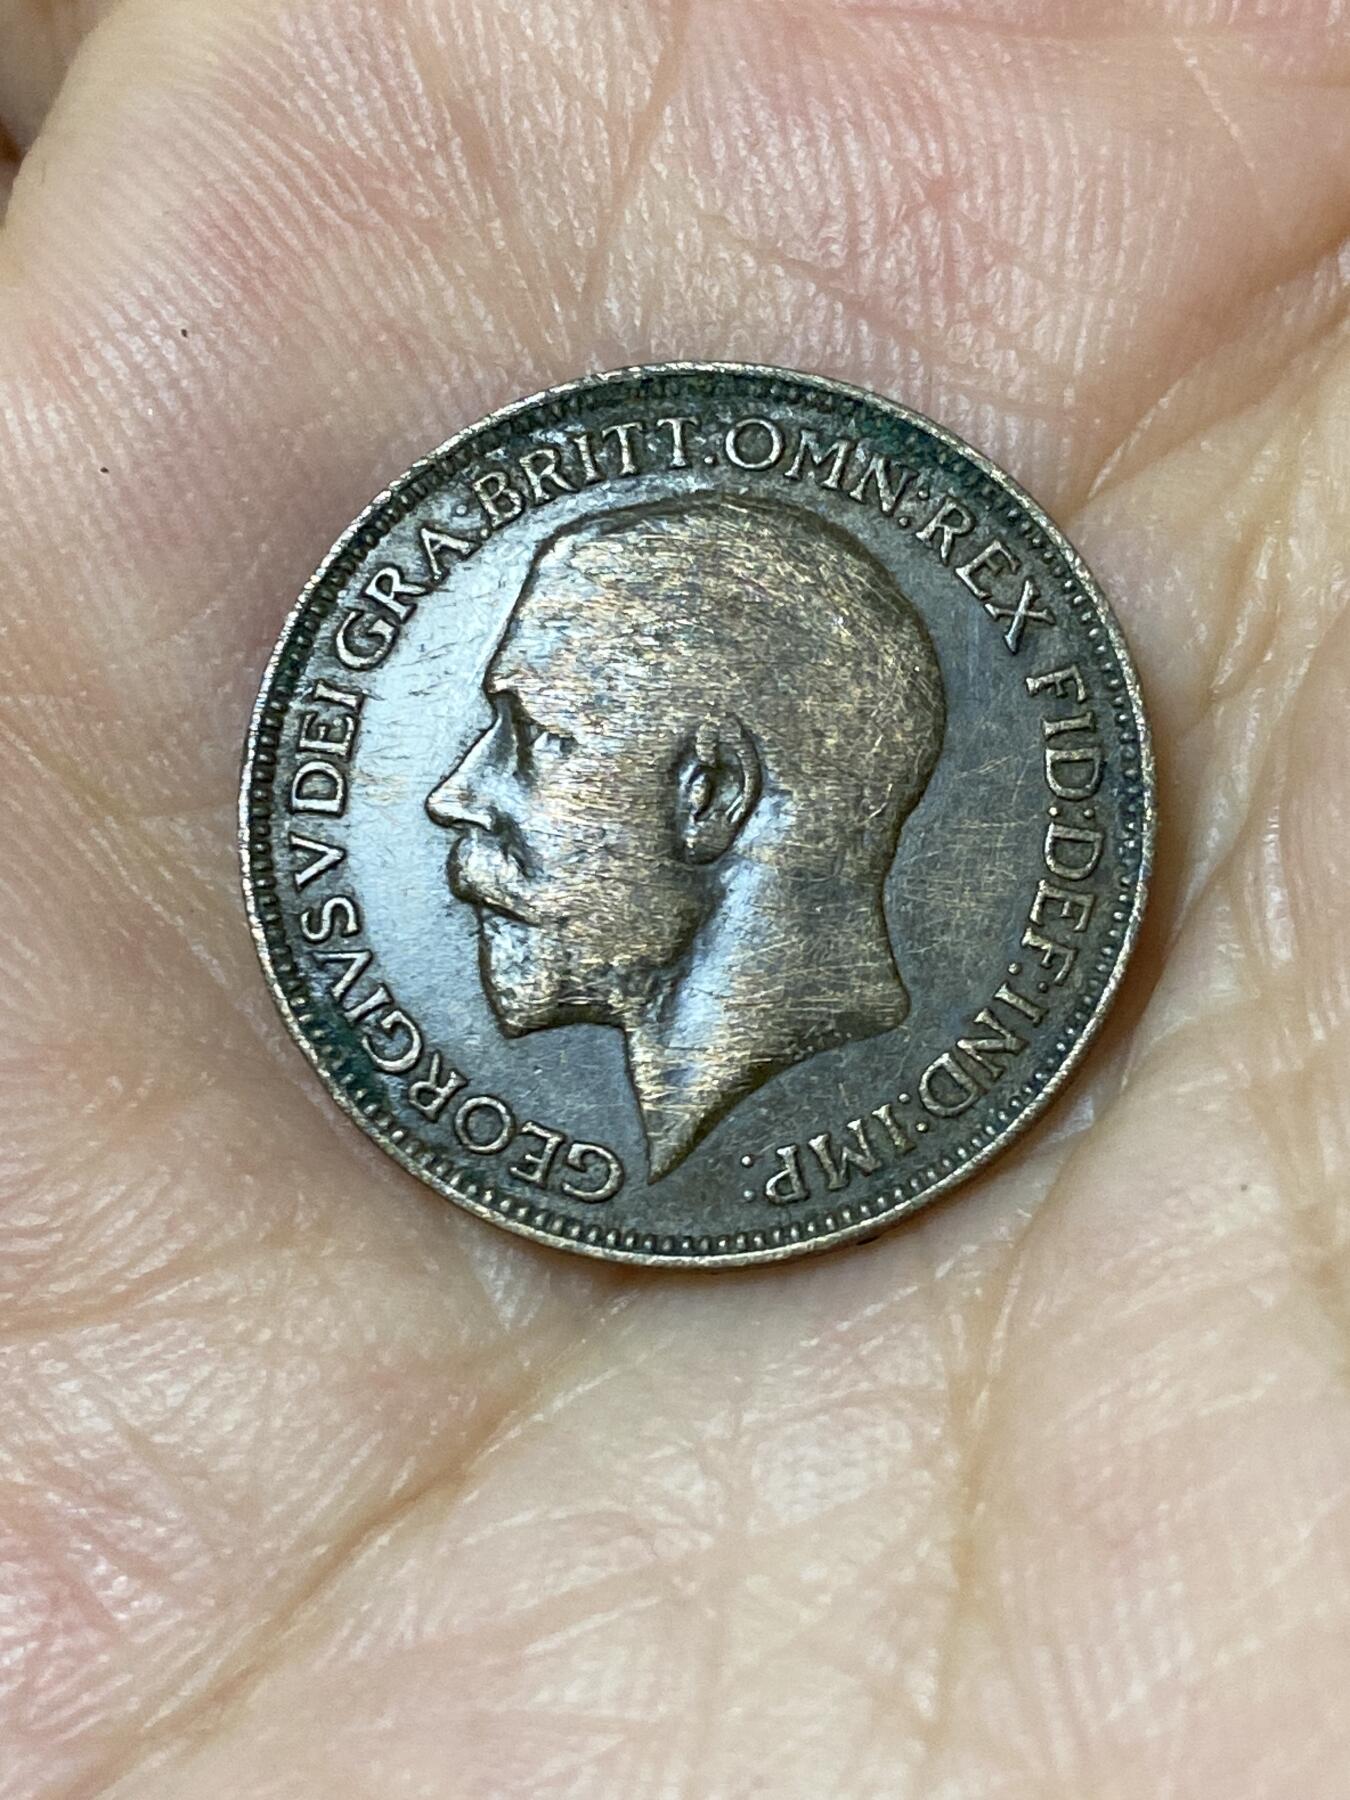 GEORGIVS V DEI GRA:BRITT:OMN:REX FID:DEF:IND:IMP: